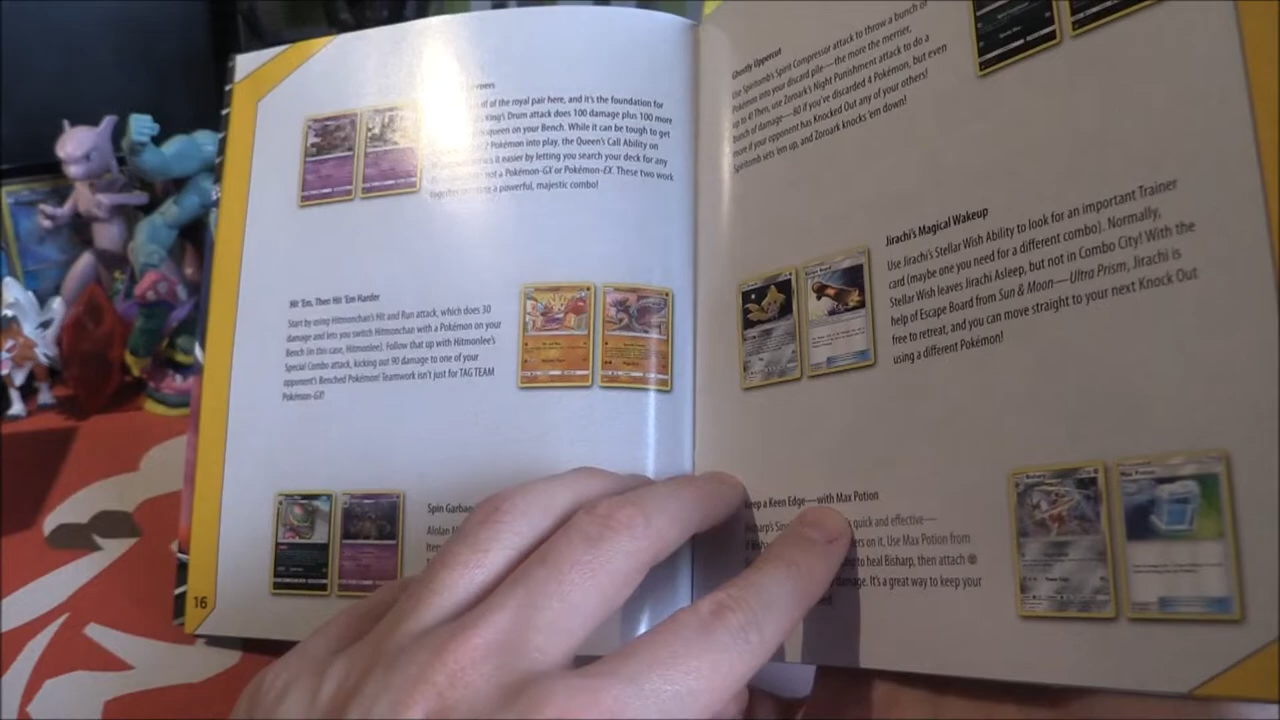 of the royal pair here, and it's the foundation for
King's Drum attack does 100 damage plus 100 more
queen on your Bench. While it can be tough to get
Pokémon into play, the Queen's Call Ability on
it easier by letting you search your deck for any
not a Pokémon-GX or Pokémon-EX. These two work
together a powerful, majestic combo!
Hit 'Em, Then Hit 'Em Harder
Start by using Hitmonchan's Hit and Run attack, which does 30
damage and lets you switch Hitmonchan with a Pokémon on your
Bench (in this case, Hitmonlee). Follow that up with Hitmonlee's
Special Combo attack, kicking out 90 damage to one of your
opponent's Benched Pokémon! Teamwork isn't just for TAG TEAM
Pokémon-GX!
Spin Garba
Alolan M
Item
16
Ghostly Uppercut
Use Spiritomb's Spirit Compressor attack to throw a bunch of
Pokémon into your discard pile—the more the merrier,
up to 4! Then, use Zoroark's Night Punishment attack to do a
bunch of damage—80 if you've discarded 4 Pokémon, but even
more if your opponent has Knocked Out any of your others!
Spiritomb sets 'em up, and Zoroark knocks 'em down!
Jirachi's Magical Wakeup
Use Jirachi's Stellar Wish Ability to look for an important Trainer
card (maybe one you need for a different combo). Normally,
Stellar Wish leaves Jirachi Asleep, but not in Combo City! With the
help of Escape Board from Sun & Moon—Ultra Prism, Jirachi is
free to retreat, and you can move straight to your next Knock Out
using a different Pokémon!
Escape Board
Keep a Keen Edge—with Max Potion
Bisharp's quick and effective—
on it. Use Max Potion from
to heal Bisharp, then attach
damage. It's a great way to keep your
Bisharp
Max Potion